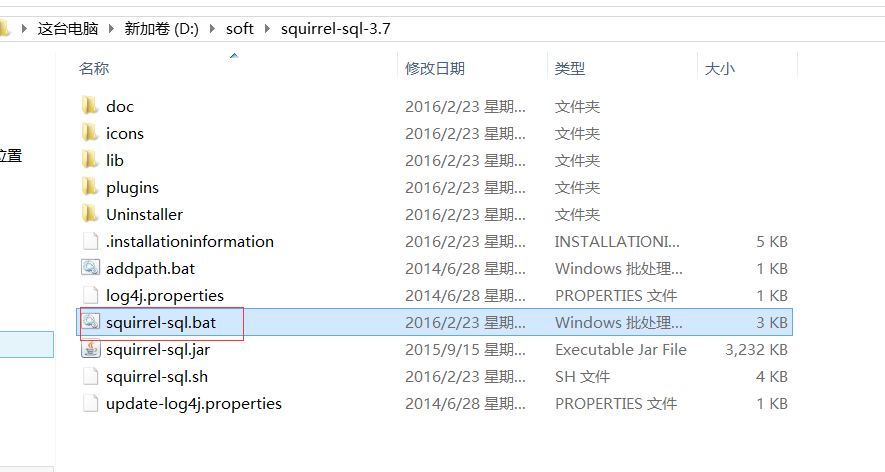 这台电脑 新加卷 (D:) soft squirrel-sql-3.7
名称 修改日期 类型 大小
doc 2016/2/23 星期... 文件夹
icons 2016/2/23 星期... 文件夹
位置
lib 2016/2/23 星期... 文件夹
plugins 2016/2/23 星期... 文件夹
Uninstaller 2016/2/23 星期... 文件夹
.installationinformation 2016/2/23 星期... INSTALLATIONI... 5 KB
addpath.bat 2014/6/28 星期... Windows 批处理... 1 KB
log4j.properties 2014/6/28 星期... PROPERTIES 文件 1 KB
squirrel-sql.bat 2016/2/23 星期... Windows 批处理... 3 KB
squirrel-sql.jar 2015/9/15 星期... Executable Jar File 3,232 KB
squirrel-sql.sh 2016/2/23 星期... SH 文件 4 KB
update-log4j.properties 2014/6/28 星期... PROPERTIES 文件 1 KB